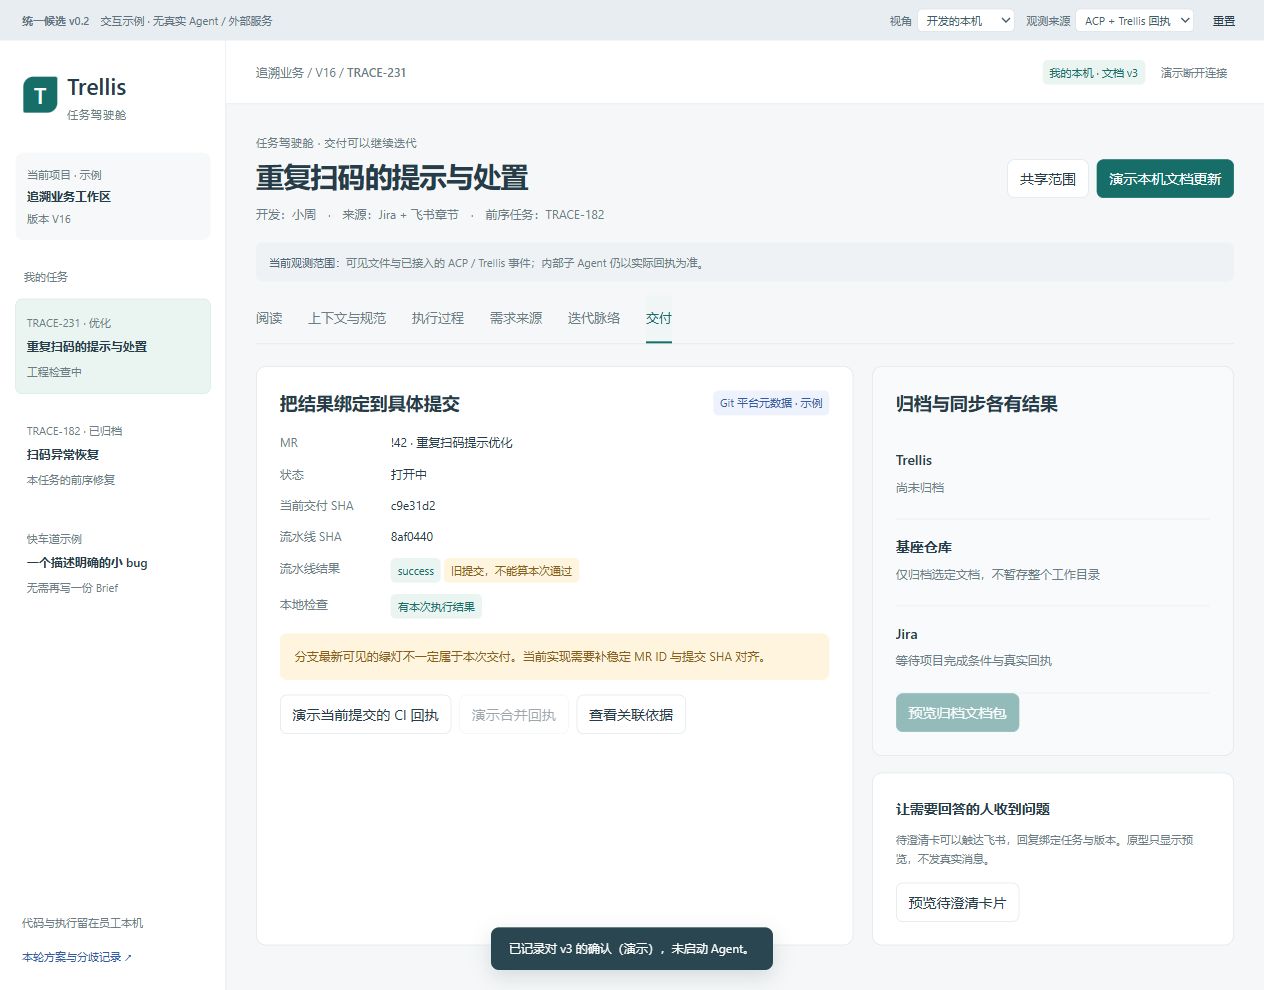 统一候选 v0.2 交互示例 · 无真实 Agent / 外部服务
视角 开发的本机 观测来源 ACP + Trellis 回执 重置
T
Trellis
任务驾驶舱
当前项目 · 示例
追溯业务工作区
版本 V16
我的任务
TRACE-231 · 优化
重复扫码的提示与处置
工程检查中
TRACE-182 · 已归档
扫码异常恢复
本任务的前序修复
快车道示例
一个描述明确的小 bug
无需再写一份 Brief
代码与执行留在员工本机
本轮方案与分歧记录 ↗
追溯业务 / V16 / TRACE-231
我的本机 · 文档 v3 演示断开连接
任务驾驶舱 · 交付可以继续迭代
重复扫码的提示与处置
开发：小周 · 来源：Jira + 飞书章节 · 前序任务：TRACE-182
共享范围 演示本机文档更新
当前观测范围：可见文件与已接入的 ACP / Trellis 事件；内部子 Agent 仍以实际回执为准。
阅读 上下文与规范 执行过程 需求来源 迭代脉络 交付
把结果绑定到具体提交
Git 平台元数据 · 示例
MR !42 · 重复扫码提示优化
状态 打开中
当前交付 SHA c9e31d2
流水线 SHA 8af0440
流水线结果 success 旧提交，不能算本次通过
本地检查 有本次执行结果
分支最新可见的绿灯不一定属于本次交付。当前实现需要补稳定 MR ID 与提交 SHA 对齐。
演示当前提交的 CI 回执 演示合并回执 查看关联依据
归档与同步各有结果
Trellis
尚未归档
基座仓库
仅归档选定文档，不暂存整个工作目录
Jira
等待项目完成条件与真实回执
预览归档文档包
让需要回答的人收到问题
待澄清卡可以触达飞书，回复绑定任务与版本。原型只显示预
览，不发真实消息。
预览待澄清卡片
已记录对 v3 的确认（演示），未启动 Agent。